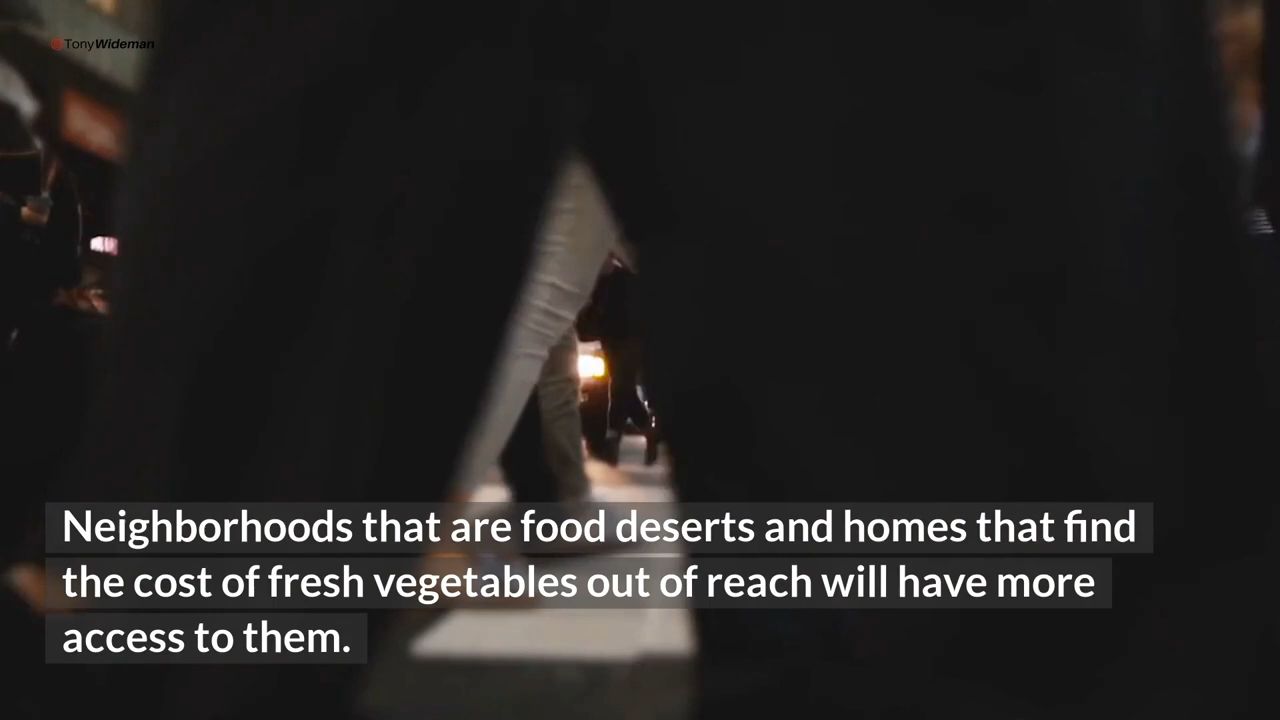 TonyWideman
Neighborhoods that are food deserts and homes that find
the cost of fresh vegetables out of reach will have more
access to them.